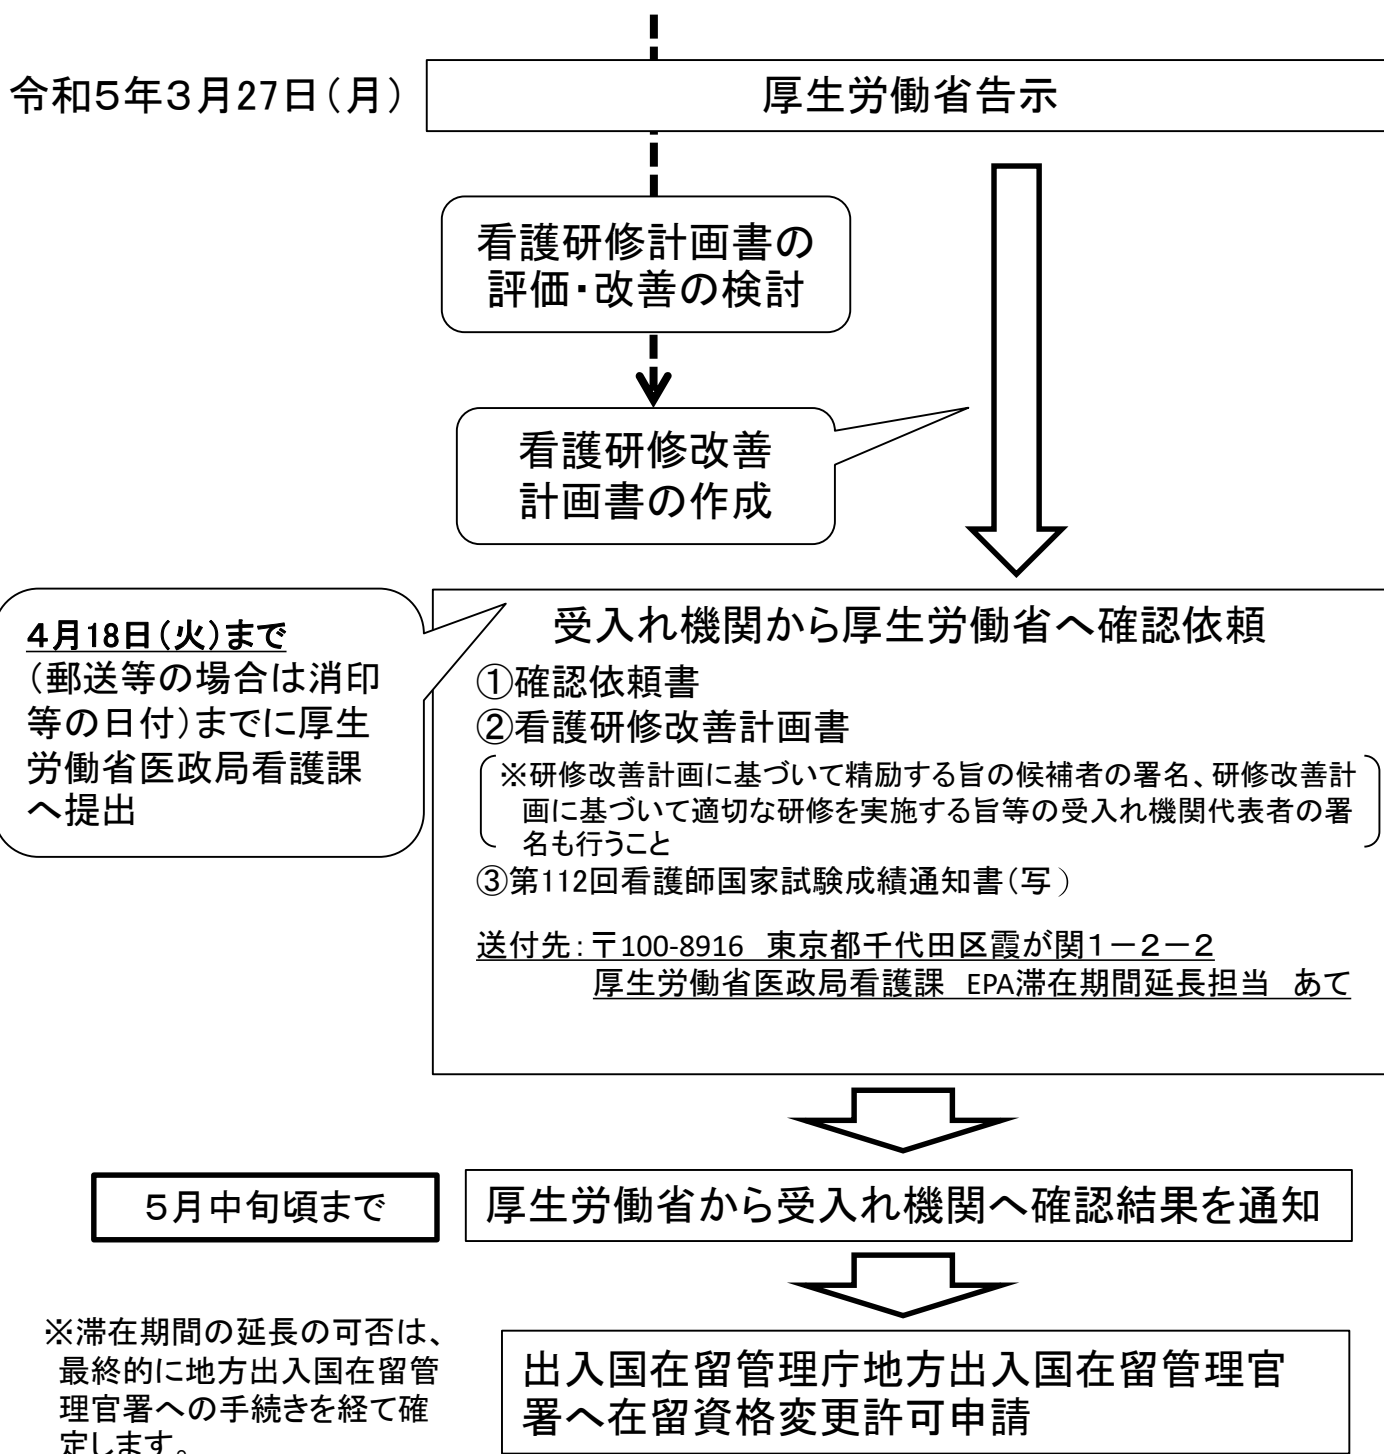 令和5年3月27日（月）
厚生労働省告示
看護研修計画書の
評価・改善の検討
看護研修改善
計画書の作成
4月18日（火）まで
（郵送等の場合は消印
等の日付）までに厚生
労働省医政局看護課
へ提出
受入れ機関から厚生労働省へ確認依頼
①確認依頼書
②看護研修改善計画書
※研修改善計画に基づいて精励する旨の候補者の署名、研修改善計
画に基づいて適切な研修を実施する旨等の受入れ機関代表者の署
名も行うこと
③第112回看護師国家試験成績通知書（写）
送付先：〒100-8916　東京都千代田区霞が関１－２－２
厚生労働省医政局看護課　EPA滞在期間延長担当　あて
５月中旬頃まで
厚生労働省から受入れ機関へ確認結果を通知
※滞在期間の延長の可否は、
最終的に地方出入国在留管
理官署への手続きを経て確
定します。
出入国在留管理庁地方出入国在留管理官
署へ在留資格変更許可申請